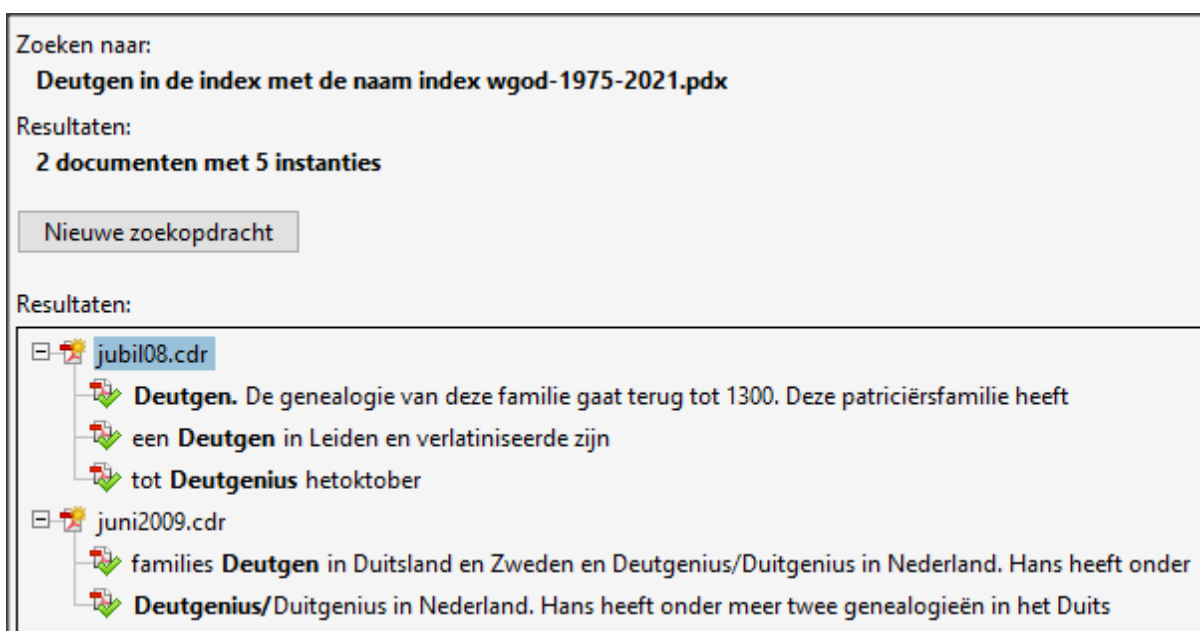 Zoeken naar:
Deutgen in de index met de naam index wgod-1975-2021.pdx
Resultaten:
2 documenten met 5 instanties
Nieuwe zoekopdracht
Resultaten:
jubil08.cdr
Deutgen. De genealogie van deze familie gaat terug tot 1300. Deze patriciërsfamilie heeft
een Deutgen in Leiden en verlatiniseerde zijn
tot Deutgenius hetoktober
juni2009.cdr
families Deutgen in Duitsland en Zweden en Deutgenius/Duitgenius in Nederland. Hans heeft onder
Deutgenius/Duitgenius in Nederland. Hans heeft onder meer twee genealogieën in het Duits